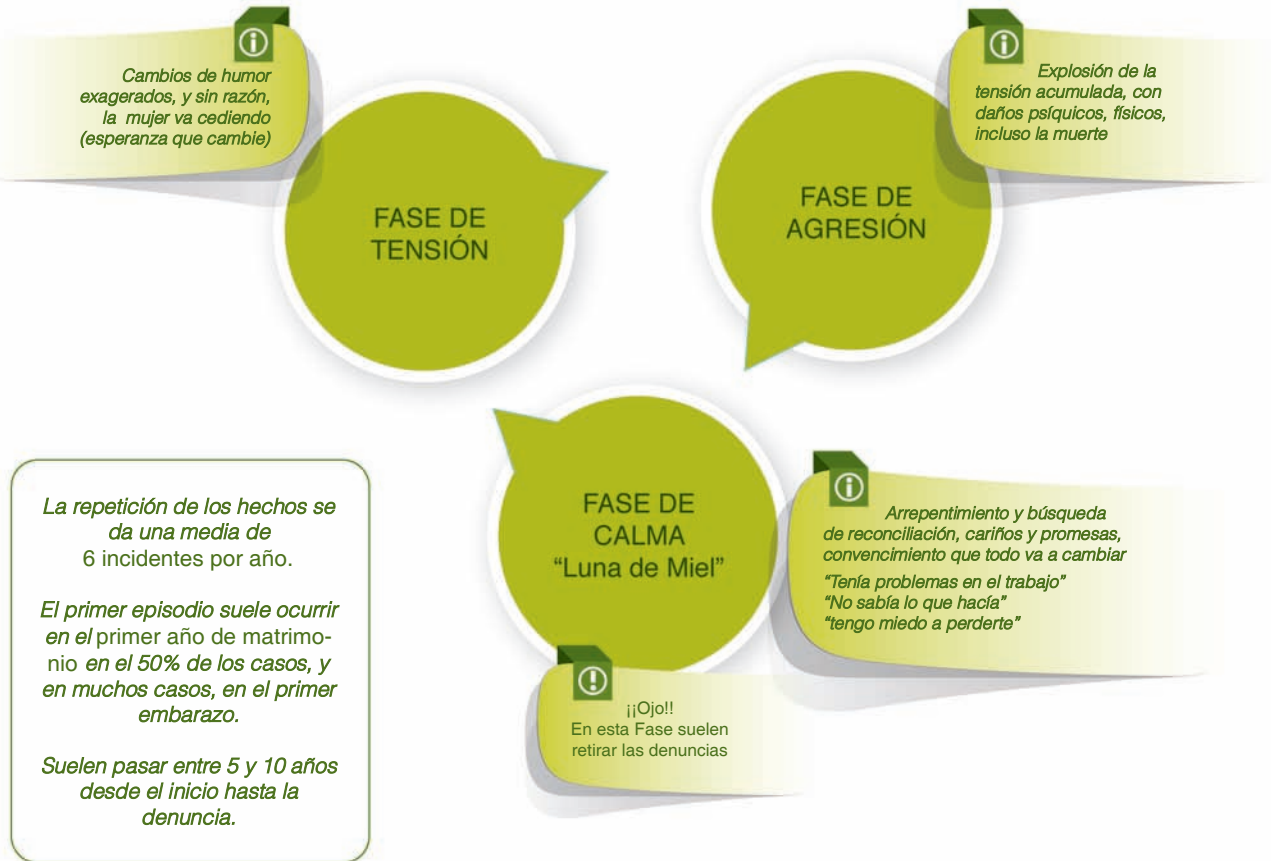 Cambios de humor
exagerados, y sin razón,
la mujer va cediendo
(esperanza que cambie)
FASE DE
TENSIÓN
Explosión de la
tensión acumulada, con
daños psíquicos, físicos,
incluso la muerte
FASE DE
AGRESIÓN
FASE DE
CALMA
“Luna de Miel”
Arrepentimiento y búsqueda
de reconciliación, cariños y promesas,
convencimiento que todo va a cambiar
“Tenía problemas en el trabajo”
“No sabía lo que hacía”
“tengo miedo a perderte”
¡¡Ojo!!
En esta Fase suelen
retirar las denuncias
La repetición de los hechos se
da una media de
6 incidentes por año.
El primer episodio suele ocurrir
en el primer año de matrimo-
nio en el 50% de los casos, y
en muchos casos, en el primer
embarazo.
Suelen pasar entre 5 y 10 años
desde el inicio hasta la
denuncia.